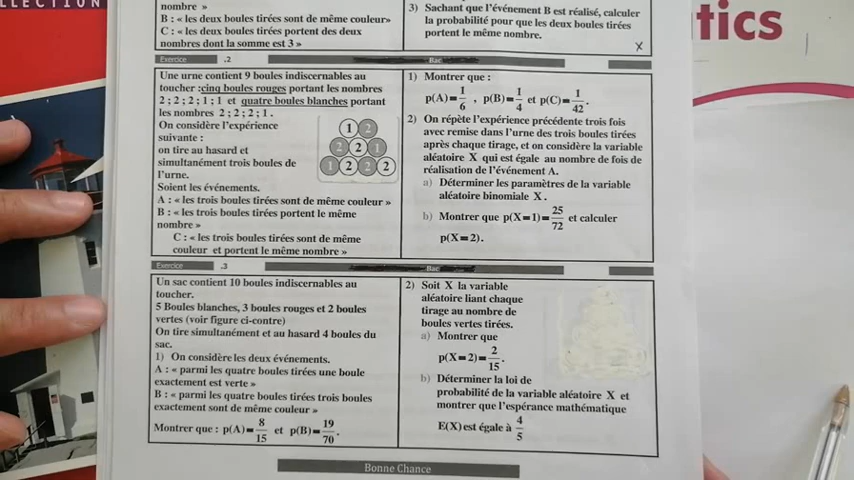 LLECTION
tics
nombre »
B : « les deux boules tirées sont de même couleur»
C : « les deux boules tirées portent des deux
nombres dont la somme est 3 »
3) Sachant que l'événement B est réalisé, calculer
la probabilité pour que les deux boules tirées
portent le même nombre.
X
Exercice .2 Bac
Une urne contient 9 boules indiscernables au
toucher :cinq boules rouges portant les nombres
2 ; 2 ; 2 ; 1 ; 1 et quatre boules blanches portant
les nombres 2 ; 2 ; 2 ; 1 .
On considère l'expérience
suivante :
on tire au hasard et
simultanément trois boules de
l'urne.
1 2
2 2 1
1 2 2 2
Soient les événements.
A : « les trois boules tirées sont de même couleur »
B : « les trois boules tirées portent le même
nombre »
C : « les trois boules tirées sont de même
couleur et portent le même nombre »
1) Montrer que :
p(A)=1/6 , p(B)=1/4 et p(C)=1/42 .
2) On répète l'expérience précédente trois fois
avec remise dans l'urne des trois boules tirées
après chaque tirage, et on considère la variable
aléatoire X qui est égale au nombre de fois de
réalisation de l'événement A.
a) Déterminer les paramètres de la variable
aléatoire binomiale X .
b) Montrer que p(X=1)=25/72 et calculer
p(X=2).
Exercice .3 Bac
Un sac contient 10 boules indiscernables au
toucher.
5 Boules blanches, 3 boules rouges et 2 boules
vertes (voir figure ci-contre)
On tire simultanément et au hasard 4 boules du
sac.
1) On considère les deux événements.
A : « parmi les quatre boules tirées une boule
exactement est verte »
B : « parmi les quatre boules tirées trois boules
exactement sont de même couleur »
Montrer que : p(A)=8/15 et p(B)=19/70 .
2) Soit X la variable
aléatoire liant chaque
tirage au nombre de
boules vertes tirées.
a) Montrer que
p(X=2)=2/15 .
b) Déterminer la loi de
probabilité de la variable aléatoire X et
montrer que l'espérance mathématique
E(X) est égale à 4/5
Bonne Chance